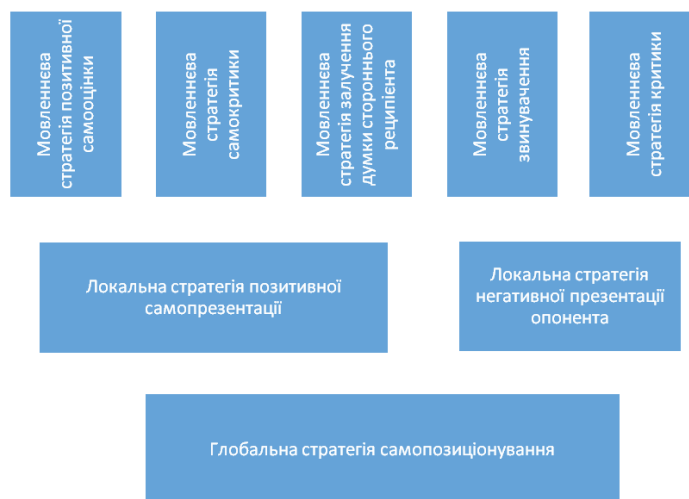 Мовленнєва
стратегія позитивної
самооцінки
Мовленнєва
стратегія
самокритики
Мовленнєва
стратегія залучення
думки стороннього
реципієнта
Мовленнєва
стратегія
звинувачення
Мовленнєва
стратегія критики
Локальна стратегія позитивної
самопрезентації
Локальна стратегія
негативної презентації
опонента
Глобальна стратегія самопозиціонування